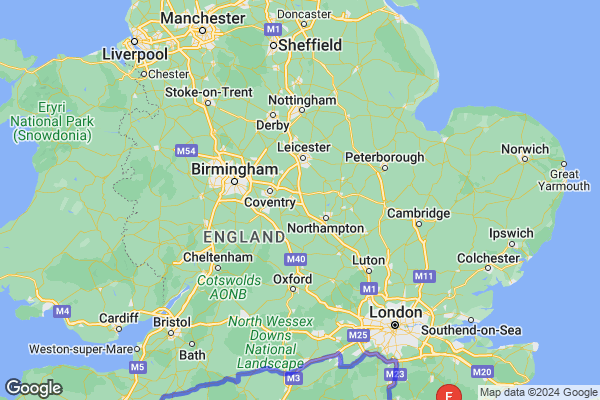 Manchester
Doncaster
M1
Liverpool
Sheffield
Chester
Stoke-on-Trent
Eryri
National Park
(Snowdonia)
Nottingham
Derby
M54
Leicester
Peterborough
Norwich
Birmingham
Great
Yarmouth
Coventry
Cambridge
Northampton
ENGLAND
Ipswich
Cheltenham
M40
Luton
Colchester
Cotswolds
AONB
Oxford
M1
M11
M4
Cardiff
Bristol
North Wessex
Downs
National
Landscape
London
M25
Southend-on-Sea
Weston-super-Mare
Bath
M5
M3
M23
M20
E
Google
Map data ©2024 Google